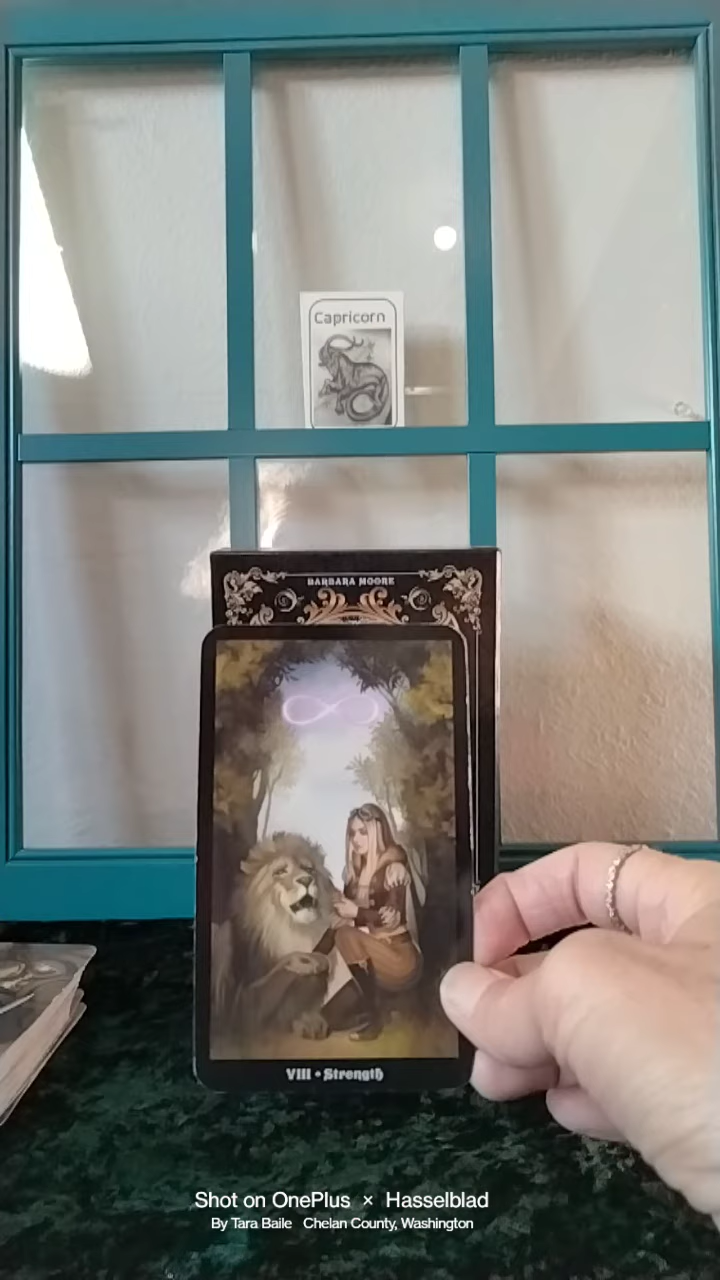 Capricorn
BARBARA MOORE
VIII • Strength
Shot on OnePlus × Hasselblad
By Tara Baile Chelan County, Washington